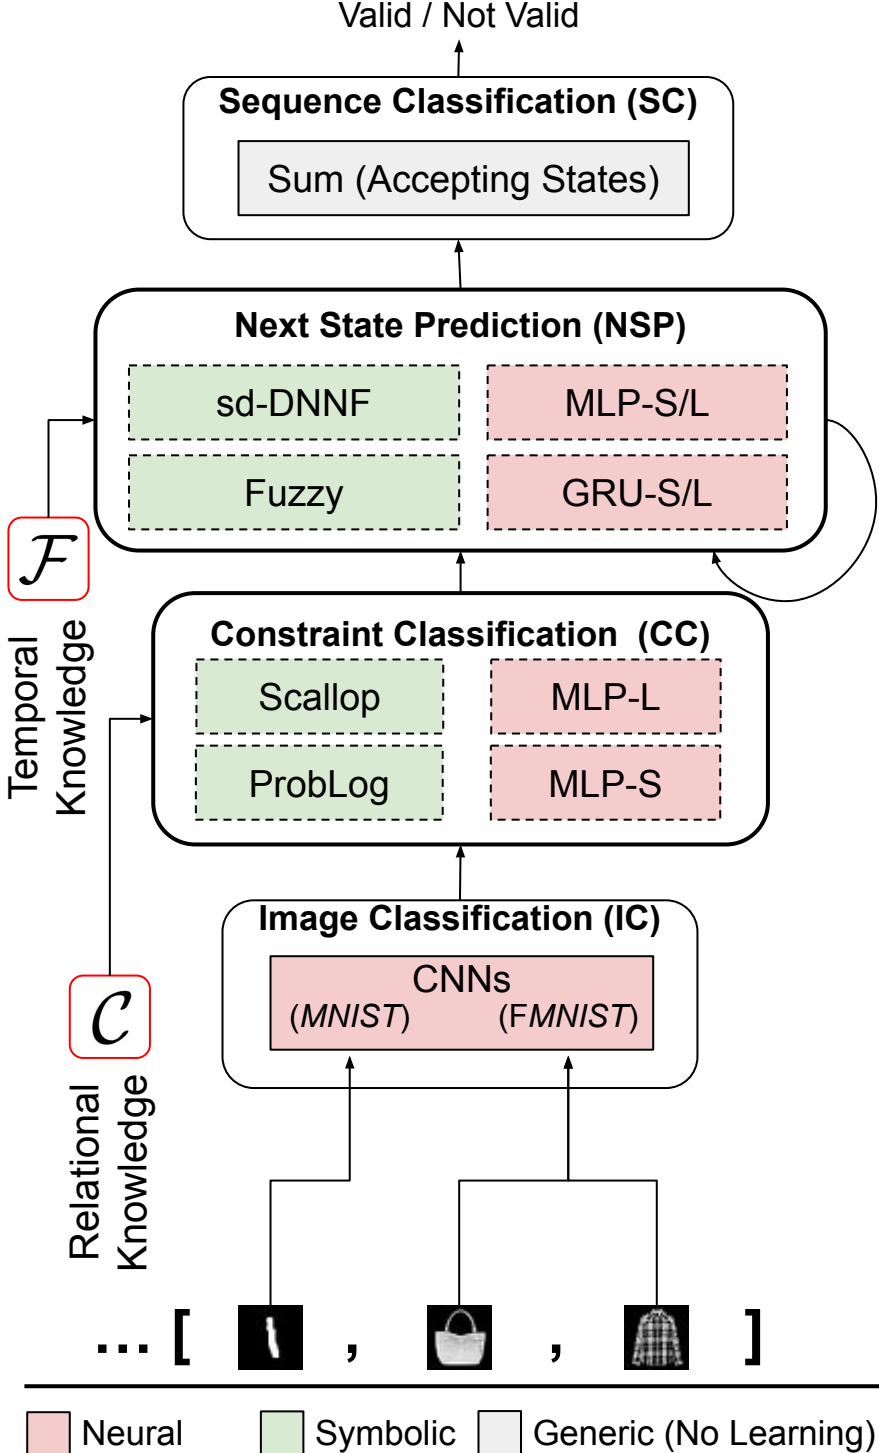 Valid / Not Valid
Sequence Classification (SC)
Sum (Accepting States)
Next State Prediction (NSP)
sd-DNNF
MLP-S/L
Fuzzy
GRU-S/L
ℱ
Temporal
Knowledge
Constraint Classification (CC)
Scallop
MLP-L
ProbLog
MLP-S
Image Classification (IC)
CNNs
(MNIST)
(FMNIST)
𝒞
Relational
Knowledge
... [ , , ]
Neural
Symbolic
Generic (No Learning)